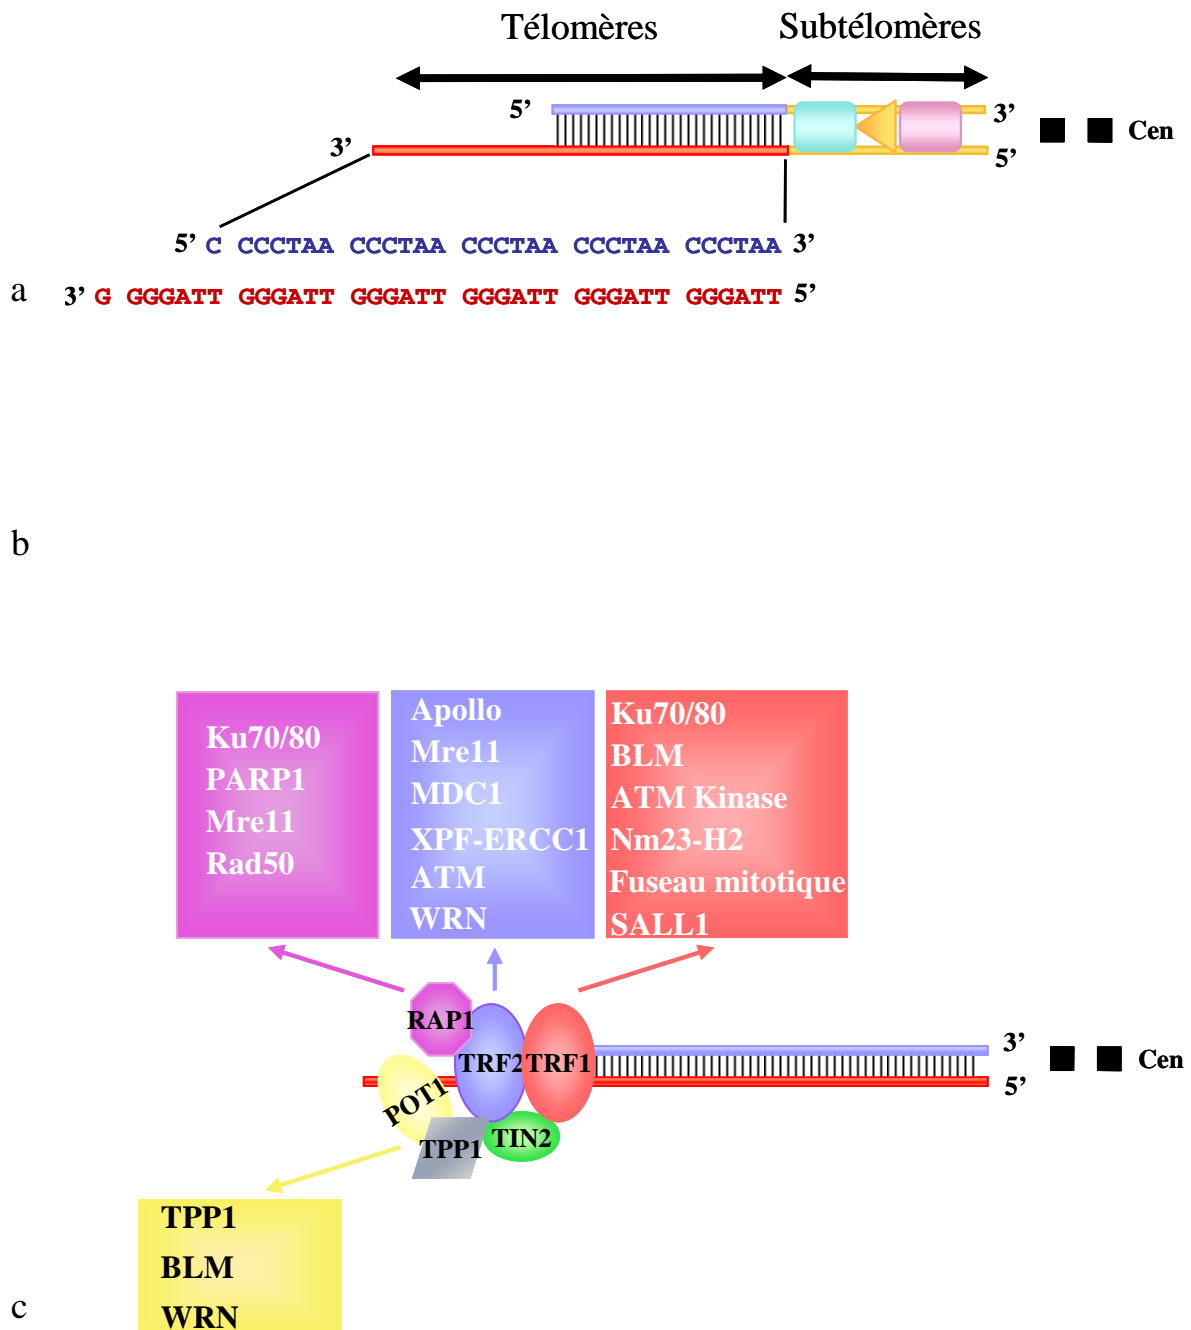 Télomères Subtélomères
5’ 3’
3’ 5’ Cen
5’ C CCCTAA CCCTAA CCCTAA CCCTAA CCCTAA 3’
a 3’ G GGGATT GGGATT GGGATT GGGATT GGGATT GGGATT 5’
b
Ku70/80
PARP1
Mre11
Rad50
Apollo
Mre11
MDC1
XPF-ERCC1
ATM
WRN
Ku70/80
BLM
ATM Kinase
Nm23-H2
Fuseau mitotique
SALL1
RAP1
TRF2 TRF1
3’
5’
Cen
POT1
TPP1 TIN2
TPP1
BLM
WRN
c